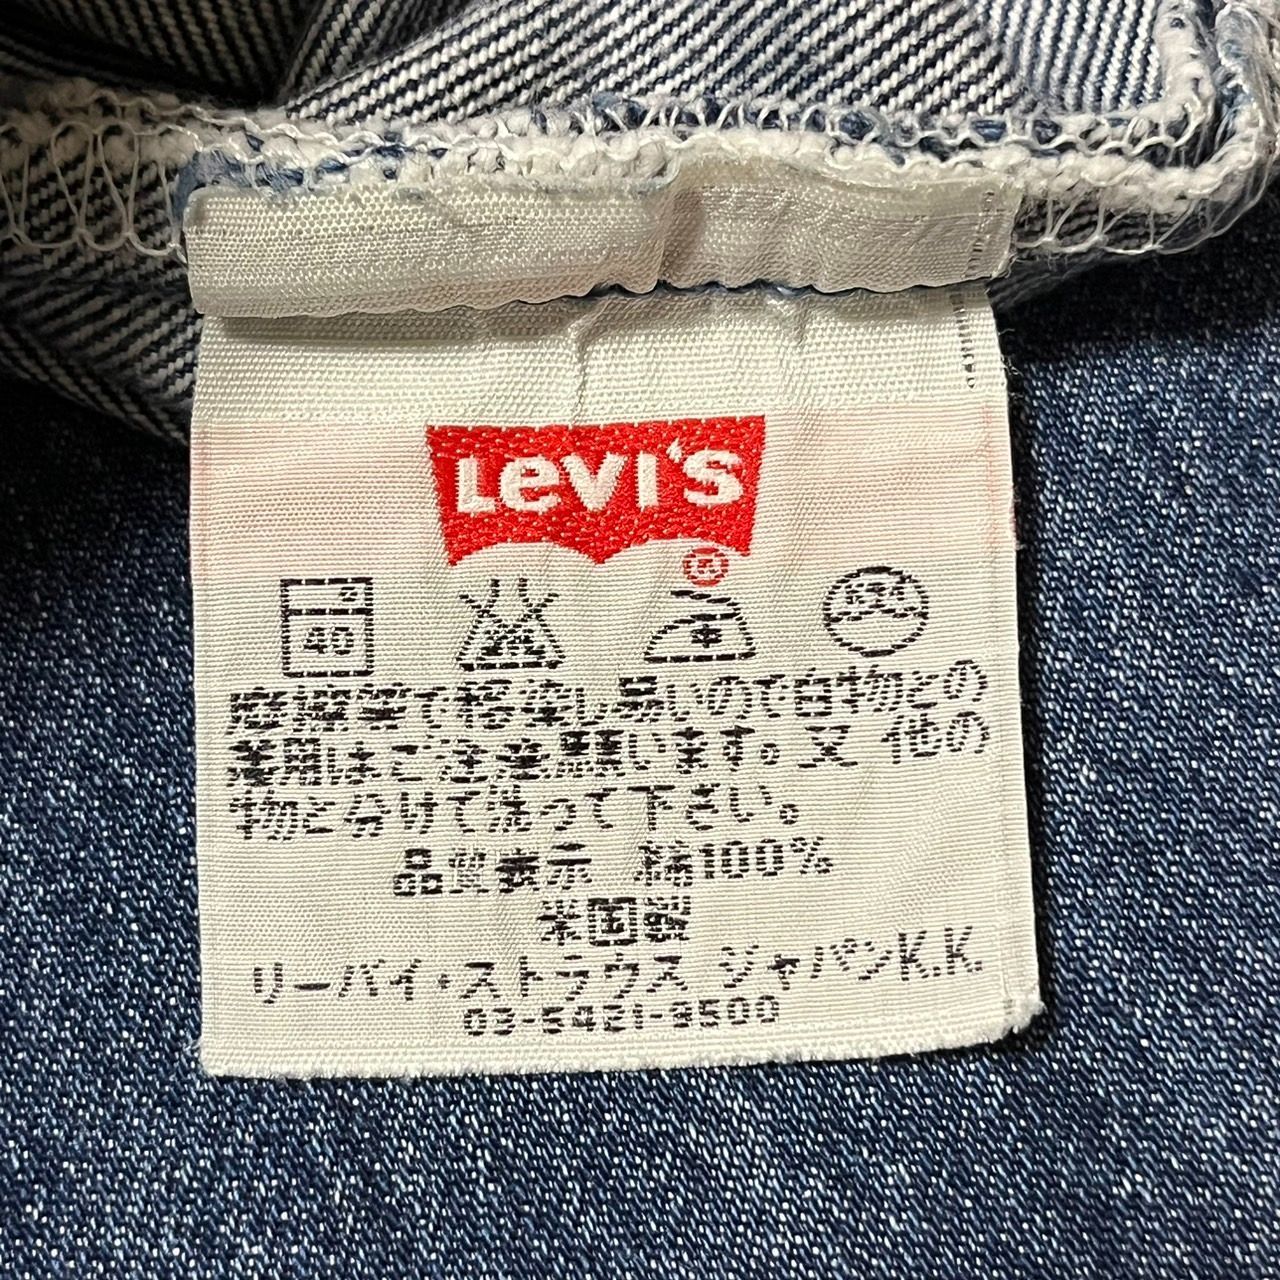 Levi's
®
40
摩擦等で移染し易いので白物との
着用はご注意願います。又 他の
物と分けて洗って下さい。
品質表示 綿100%
米国製
リーバイ・ストラウス ジャパンK.K.
03-5421-9500